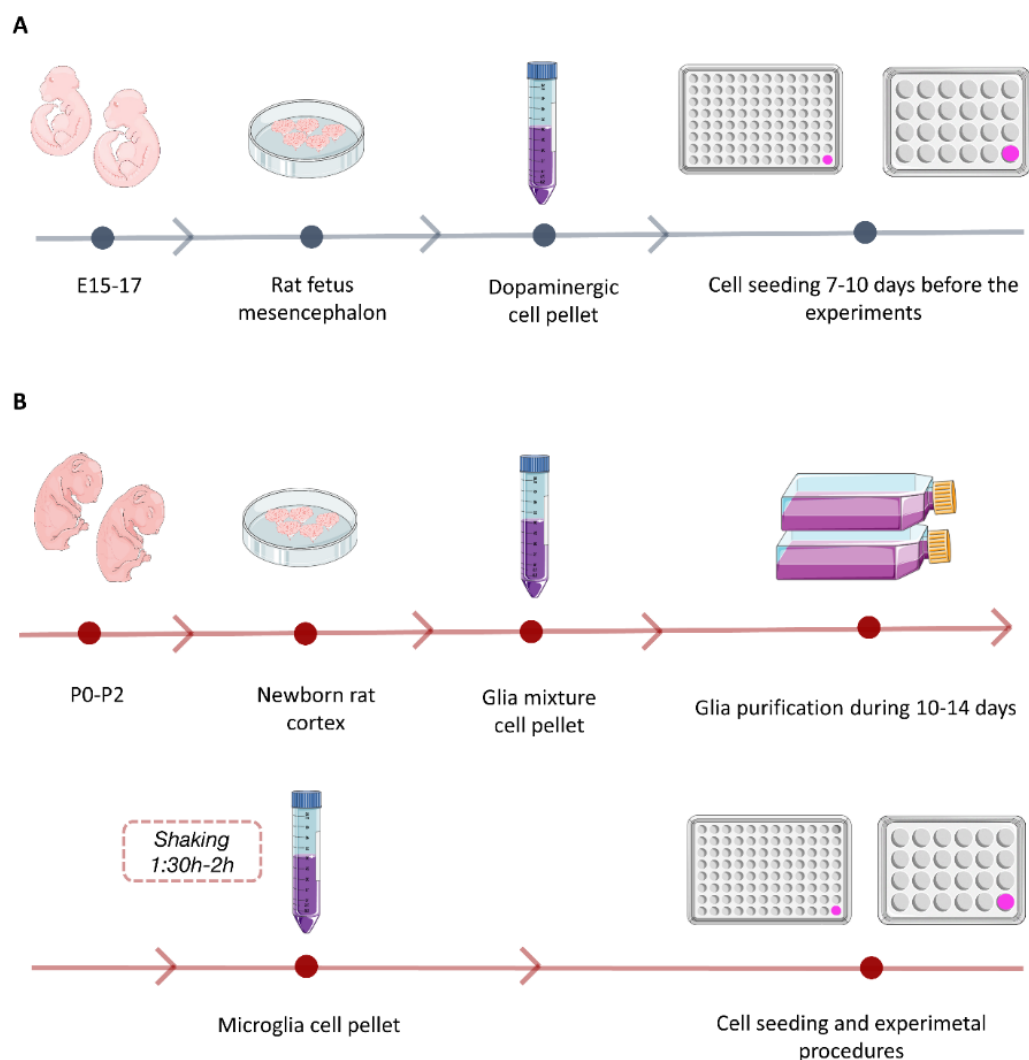 A
E15-17
Rat fetus
mesencephalon
Dopaminergic
cell pellet
Cell seeding 7-10 days before the
experiments
B
P0-P2
Newborn rat
cortex
Glia mixture
cell pellet
Glia purification during 10-14 days
Shaking
1:30h-2h
Microglia cell pellet
Cell seeding and experimetal
procedures